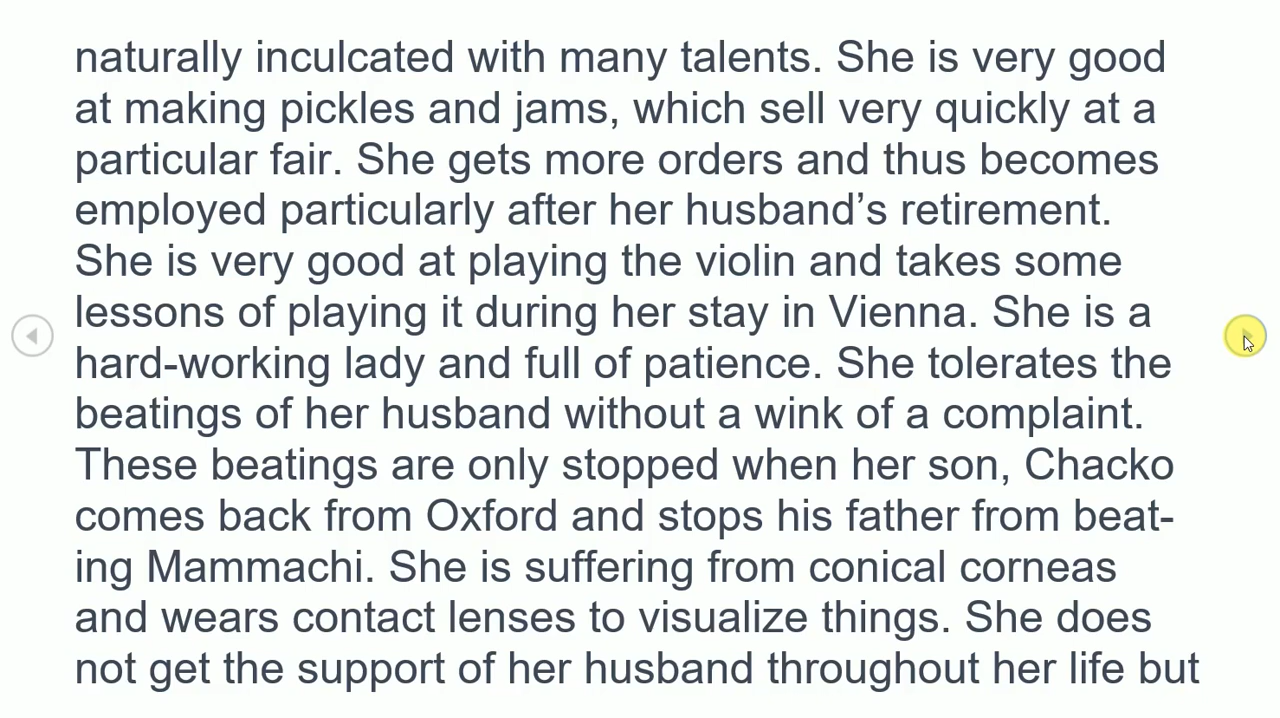 naturally inculcated with many talents. She is very good
at making pickles and jams, which sell very quickly at a
particular fair. She gets more orders and thus becomes
employed particularly after her husband’s retirement.
She is very good at playing the violin and takes some
lessons of playing it during her stay in Vienna. She is a
hard-working lady and full of patience. She tolerates the
beatings of her husband without a wink of a complaint.
These beatings are only stopped when her son, Chacko
comes back from Oxford and stops his father from beat-
ing Mammachi. She is suffering from conical corneas
and wears contact lenses to visualize things. She does
not get the support of her husband throughout her life but